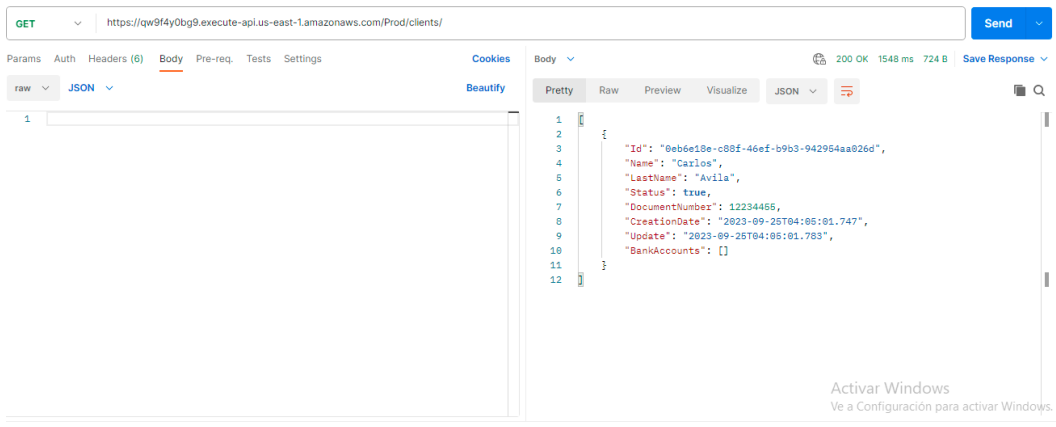 GET https://qw9f4y0bg9.execute-api.us-east-1.amazonaws.com/Prod/clients/ Send
Params Auth Headers (6) Body Pre-req. Tests Settings Cookies
raw JSON Beautify
1
Body 200 OK 1548 ms 724 B Save Response
Pretty Raw Preview Visualize JSON
1 [
2 {
3 "Id": "0eb6e18e-c88f-46ef-b9b3-942954aa026d",
4 "Name": "Carlos",
5 "LastName": "Avila",
6 "Status": true,
7 "DocumentNumber": 12234455,
8 "CreationDate": "2023-09-25T04:05:01.747",
9 "Update": "2023-09-25T04:05:01.783",
10 "BankAccounts": []
11 }
12 ]
Activar Windows
Ve a Configuración para activar Windows.